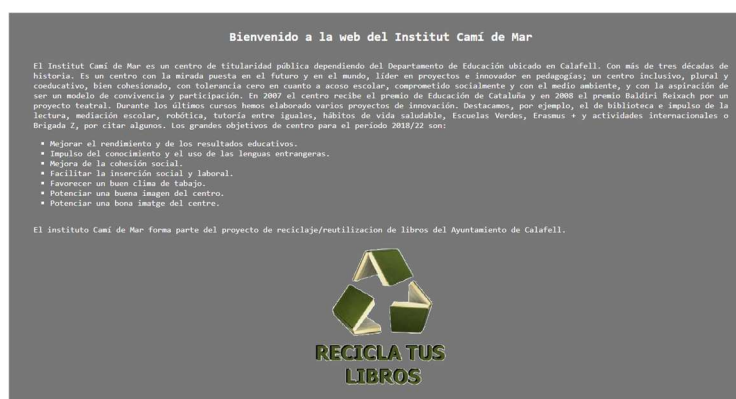 Bienvenido a la web del Institut Camí de Mar
El Institut Camí de Mar es un centro de titularidad pública dependiendo del Departamento de Educación ubicado en Calafell. Con más de tres décadas de
historia. Es un centro con la mirada puesta en el futuro y en el mundo, líder en proyectos e innovador en pedagogías; un centro inclusivo, plural y
coeducativo, bien cohesionado, con tolerancia cero en cuanto a acoso escolar, comprometido socialmente y con el medio ambiente, y con la aspiración de
ser un modelo de convivencia y participación. En 2007 el centro recibe el premio de Educación de Cataluña y en 2008 el premio Baldiri Reixach por un
proyecto teatral. Durante los últimos cursos hemos elaborado varios proyectos de innovación. Destacamos, por ejemplo, el de biblioteca e impulso de la
lectura, mediación escolar, robótica, tutoría entre iguales, hábitos de vida saludable, Escuelas Verdes, Erasmus + y actividades internacionales o
Brigada Z, por citar algunos. Los grandes objetivos de centro para el período 2018/22 son:
▪ Mejorar el rendimiento y de los resultados educativos.
▪ Impulso del conocimiento y el uso de las lenguas entrangeras.
▪ Mejora de la cohesión social.
▪ Facilitar la inserción social y laboral.
▪ Favorecer un buen clima de tabajo.
▪ Potenciar una buena imagen del centro.
▪ Potenciar una bona imatge del centre.
El instituto Camí de Mar forma parte del proyecto de reciclaje/reutilizacion de libros del Ayuntamiento de Calafell.
RECICLA TUS
LIBROS